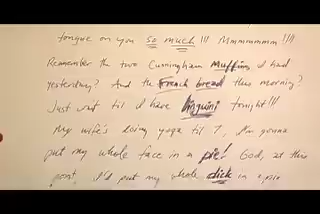 tongue on you so much!!! Mmmmmmm!!!!
Remember the two Cunningham Muffins I had
yesterday? And the French bread this morning?
Just wait til I have linguini tonight!!!
My wife's doing yoga til 7, I'm gonna
put my whole face in a pie! God, at this
point, I'd put my whole dick in a pie